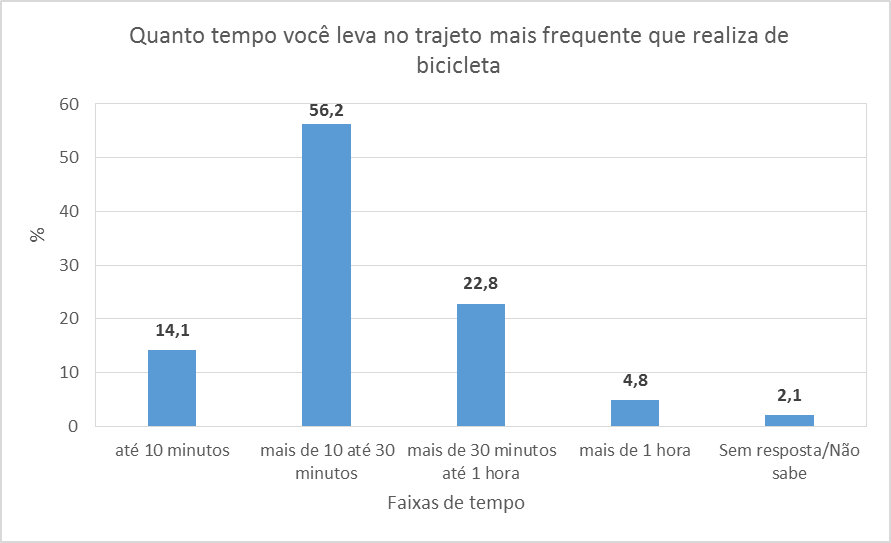 Quanto tempo você leva no trajeto mais frequente que realiza de
bicicleta
60
50
40
30
20
10
0
%
14,1
56,2
22,8
4,8
2,1
até 10 minutos
mais de 10 até 30
minutos
mais de 30 minutos
até 1 hora
mais de 1 hora
Sem resposta/Não
sabe
Faixas de tempo